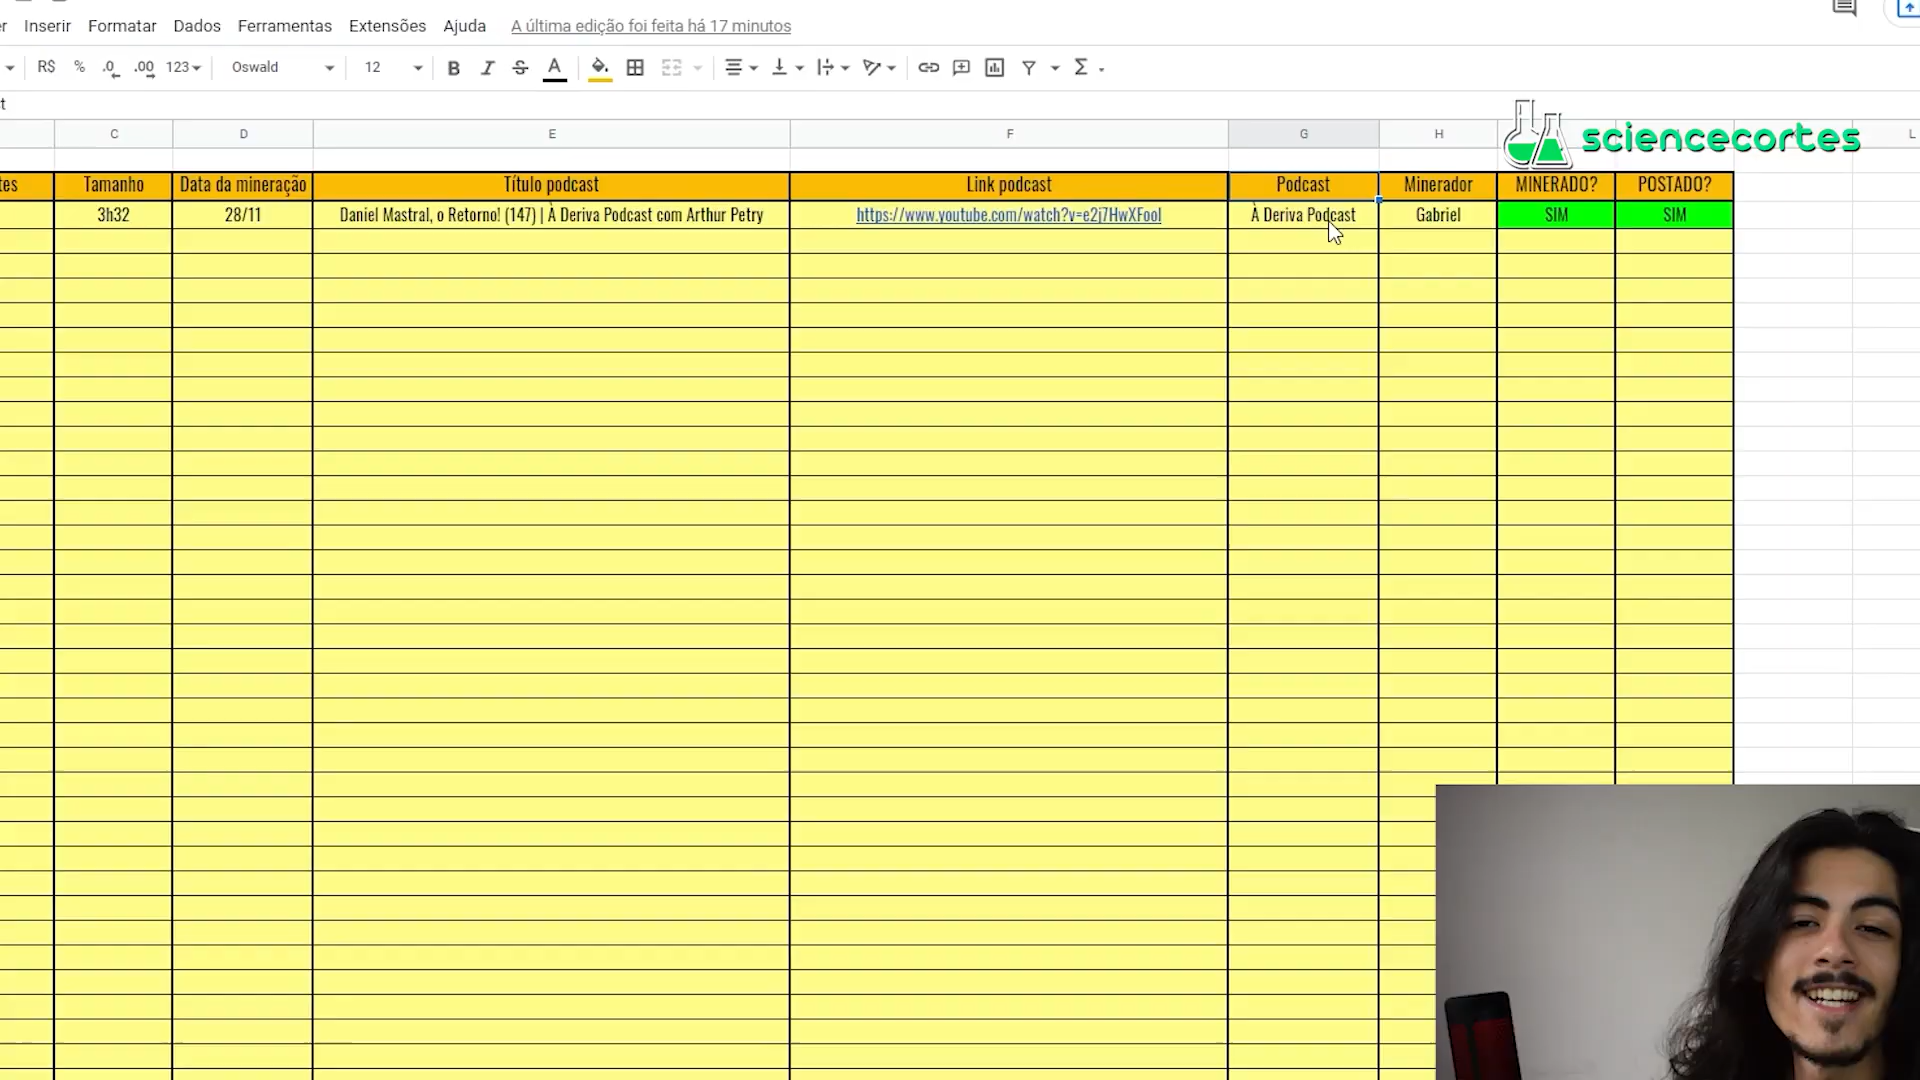 er Inserir Formatar Dados Ferramentas Extensões Ajuda A última edição foi feita há 17 minutos
R$ % .0 .00 123 Oswald 12 B I S A Σ
t
C D E F G H L
sciencecortes
tes Tamanho Data da mineração Título podcast Link podcast Podcast Minerador MINERADO? POSTADO?
3h32 28/11 Daniel Mastral, o Retorno! (147) | À Deriva Podcast com Arthur Petry https://www.youtube.com/watch?v=e2j7HwXFooI À Deriva Podcast Gabriel SIM SIM